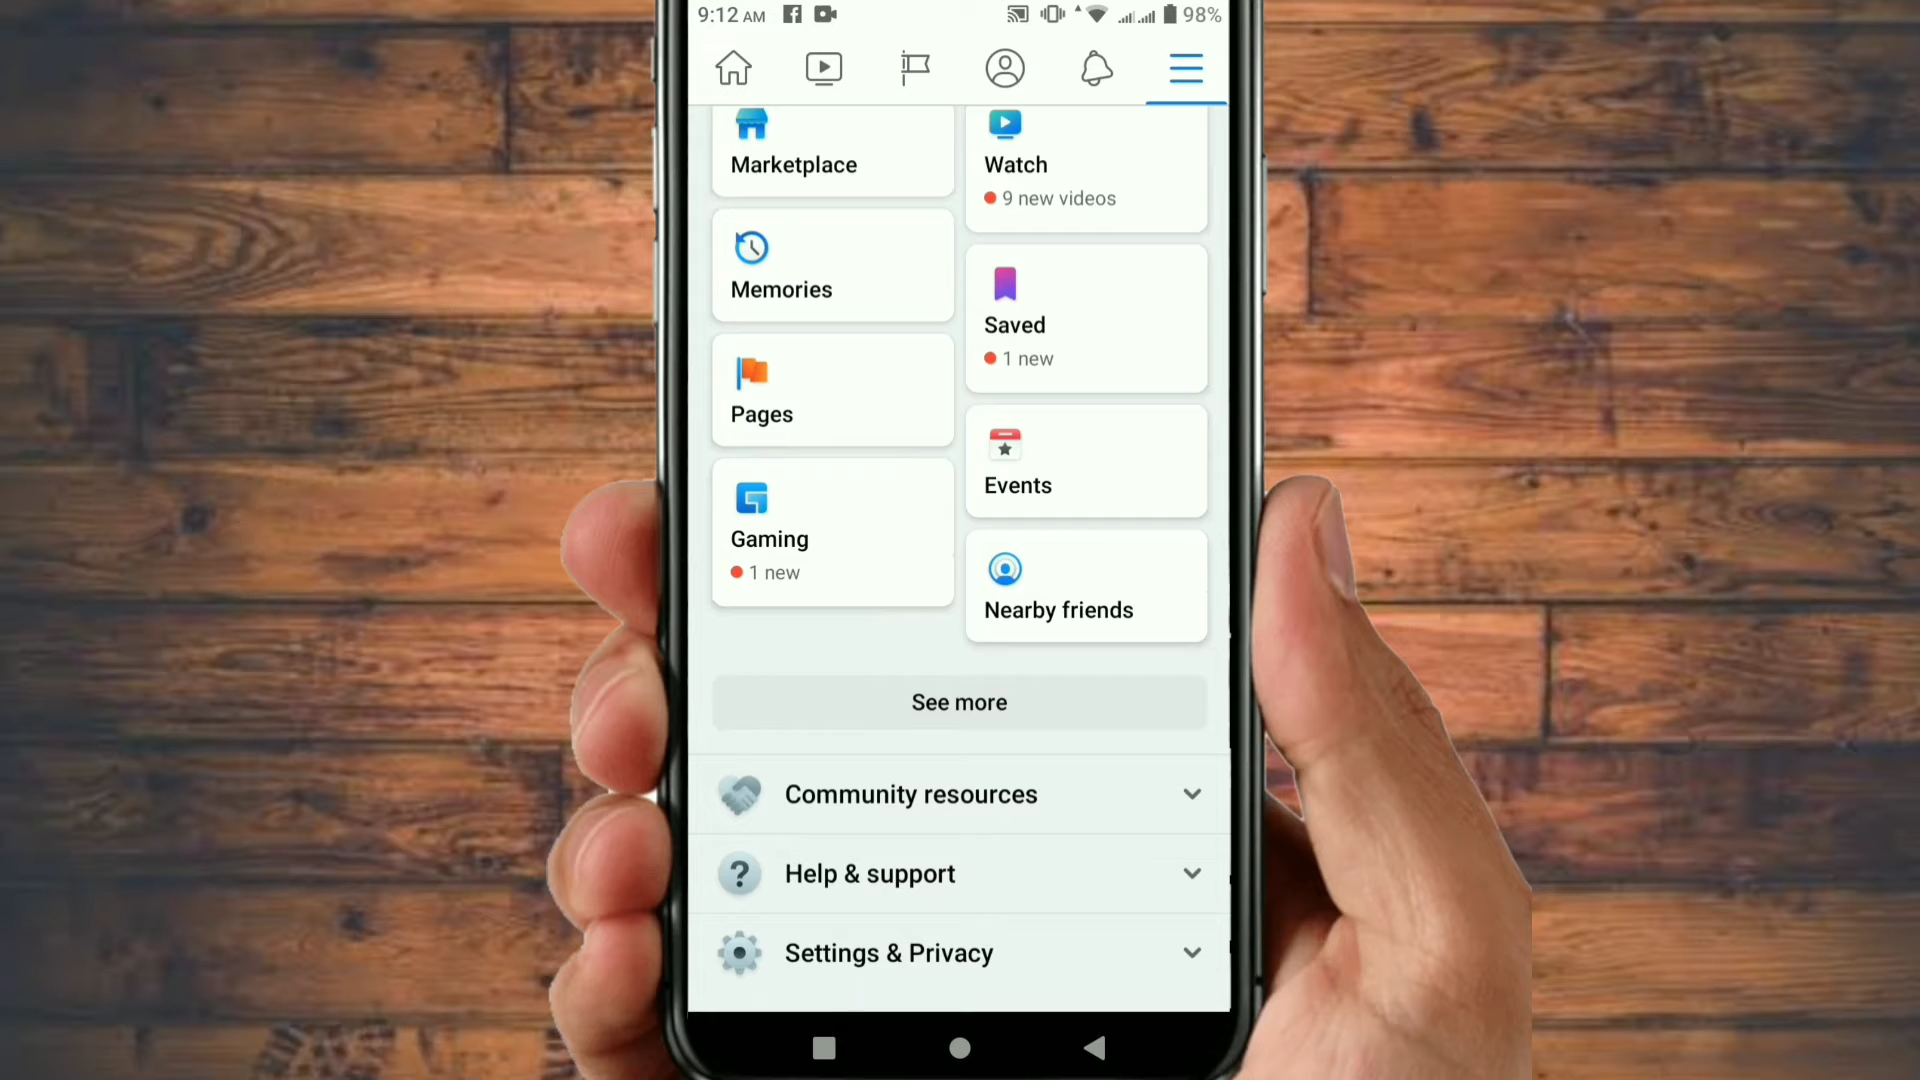 9:12 AM
98%
Marketplace
Watch
9 new videos
Memories
Saved
1 new
Pages
Events
Gaming
1 new
Nearby friends
See more
Community resources
Help & support
Settings & Privacy